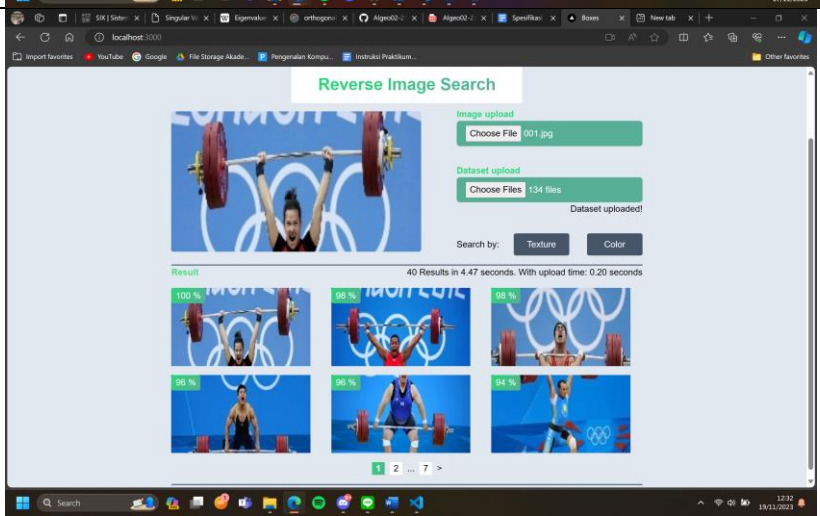 SIX | Sistem
Singular V
Eigenvalue
orthogona
Algeo02-2
Algeo02-2
Spesifikasi
Boxes
New tab
localhost:3000
Import favorites
YouTube
Google
File Storage Akade...
Pengenalan Kompu...
Instruksi Praktikum...
Other favorites
Reverse Image Search
Image upload
Choose File 001.jpg
Dataset upload
Choose Files 134 files
Dataset uploaded!
Search by: Texture Color
Result 40 Results in 4.47 seconds. With upload time: 0.20 seconds
100 % 98 % 98 %
96 % 96 % 94 %
1 2 ... 7 >
Search
12:32
19/11/2023